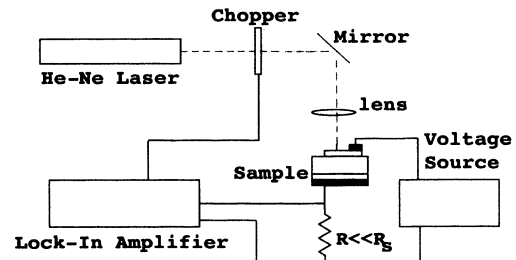 Chopper
Mirror
He-Ne Laser
lens
Voltage
Source
Sample
Lock-In Amplifier
R<<RS